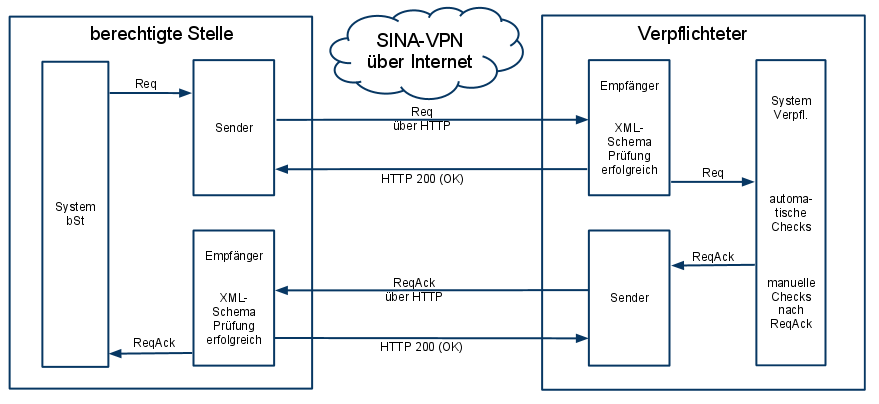 berechtigte Stelle
SINA-VPN
über Internet
Verpflichteter
System
bSt
Req
Sender
Req
über HTTP
HTTP 200 (OK)
Empfänger
XML-
Schema
Prüfung
erfolgreich
Req
System
Verpfl.
automa-
tische
Checks
manuelle
Checks
nach
ReqAck
ReqAck
Sender
ReqAck
über HTTP
HTTP 200 (OK)
Empfänger
XML-
Schema
Prüfung
erfolgreich
ReqAck